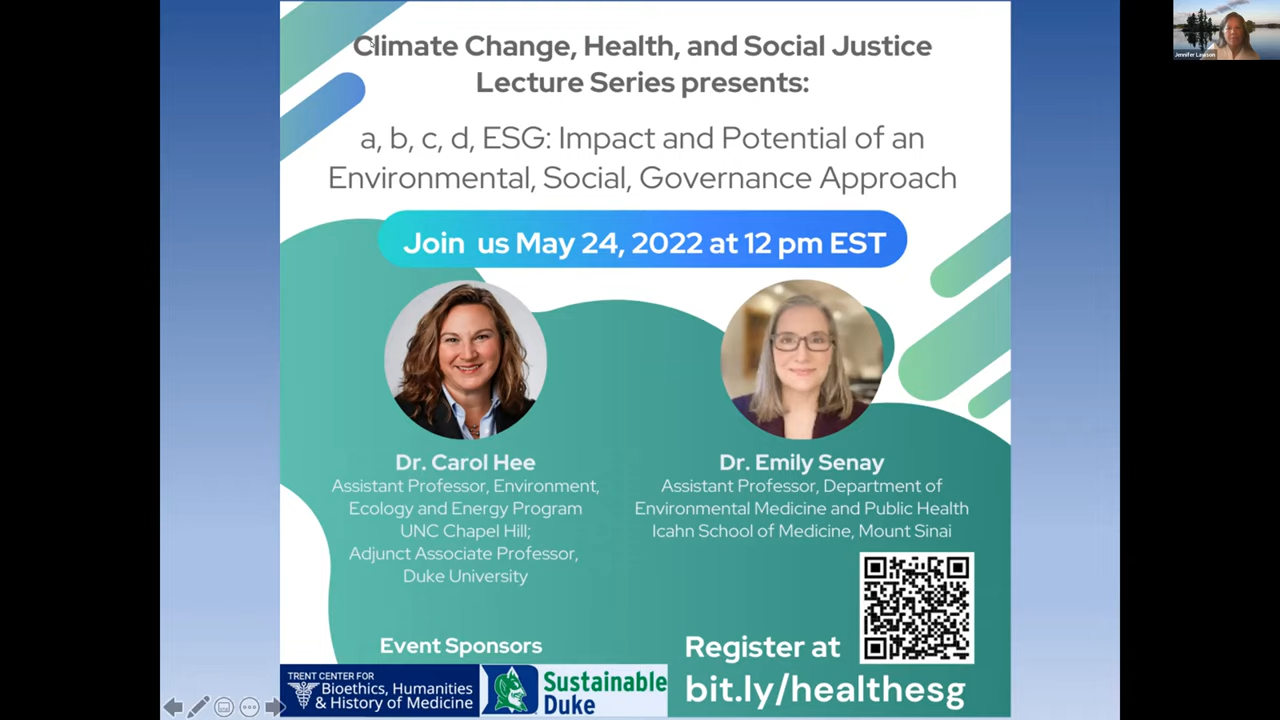 Climate Change, Health, and Social Justice
Lecture Series presents:
a, b, c, d, ESG: Impact and Potential of an
Environmental, Social, Governance Approach
Join us May 24, 2022 at 12 pm EST
Dr. Carol Hee
Assistant Professor, Environment,
Ecology and Energy Program
UNC Chapel Hill;
Adjunct Associate Professor,
Duke University
Dr. Emily Senay
Assistant Professor, Department of
Environmental Medicine and Public Health
Icahn School of Medicine, Mount Sinai
Event Sponsors
TRENT CENTER FOR
Bioethics, Humanities
& History of Medicine
Sustainable
Duke
Register at
bit.ly/healthesg
Jennifer Lawson